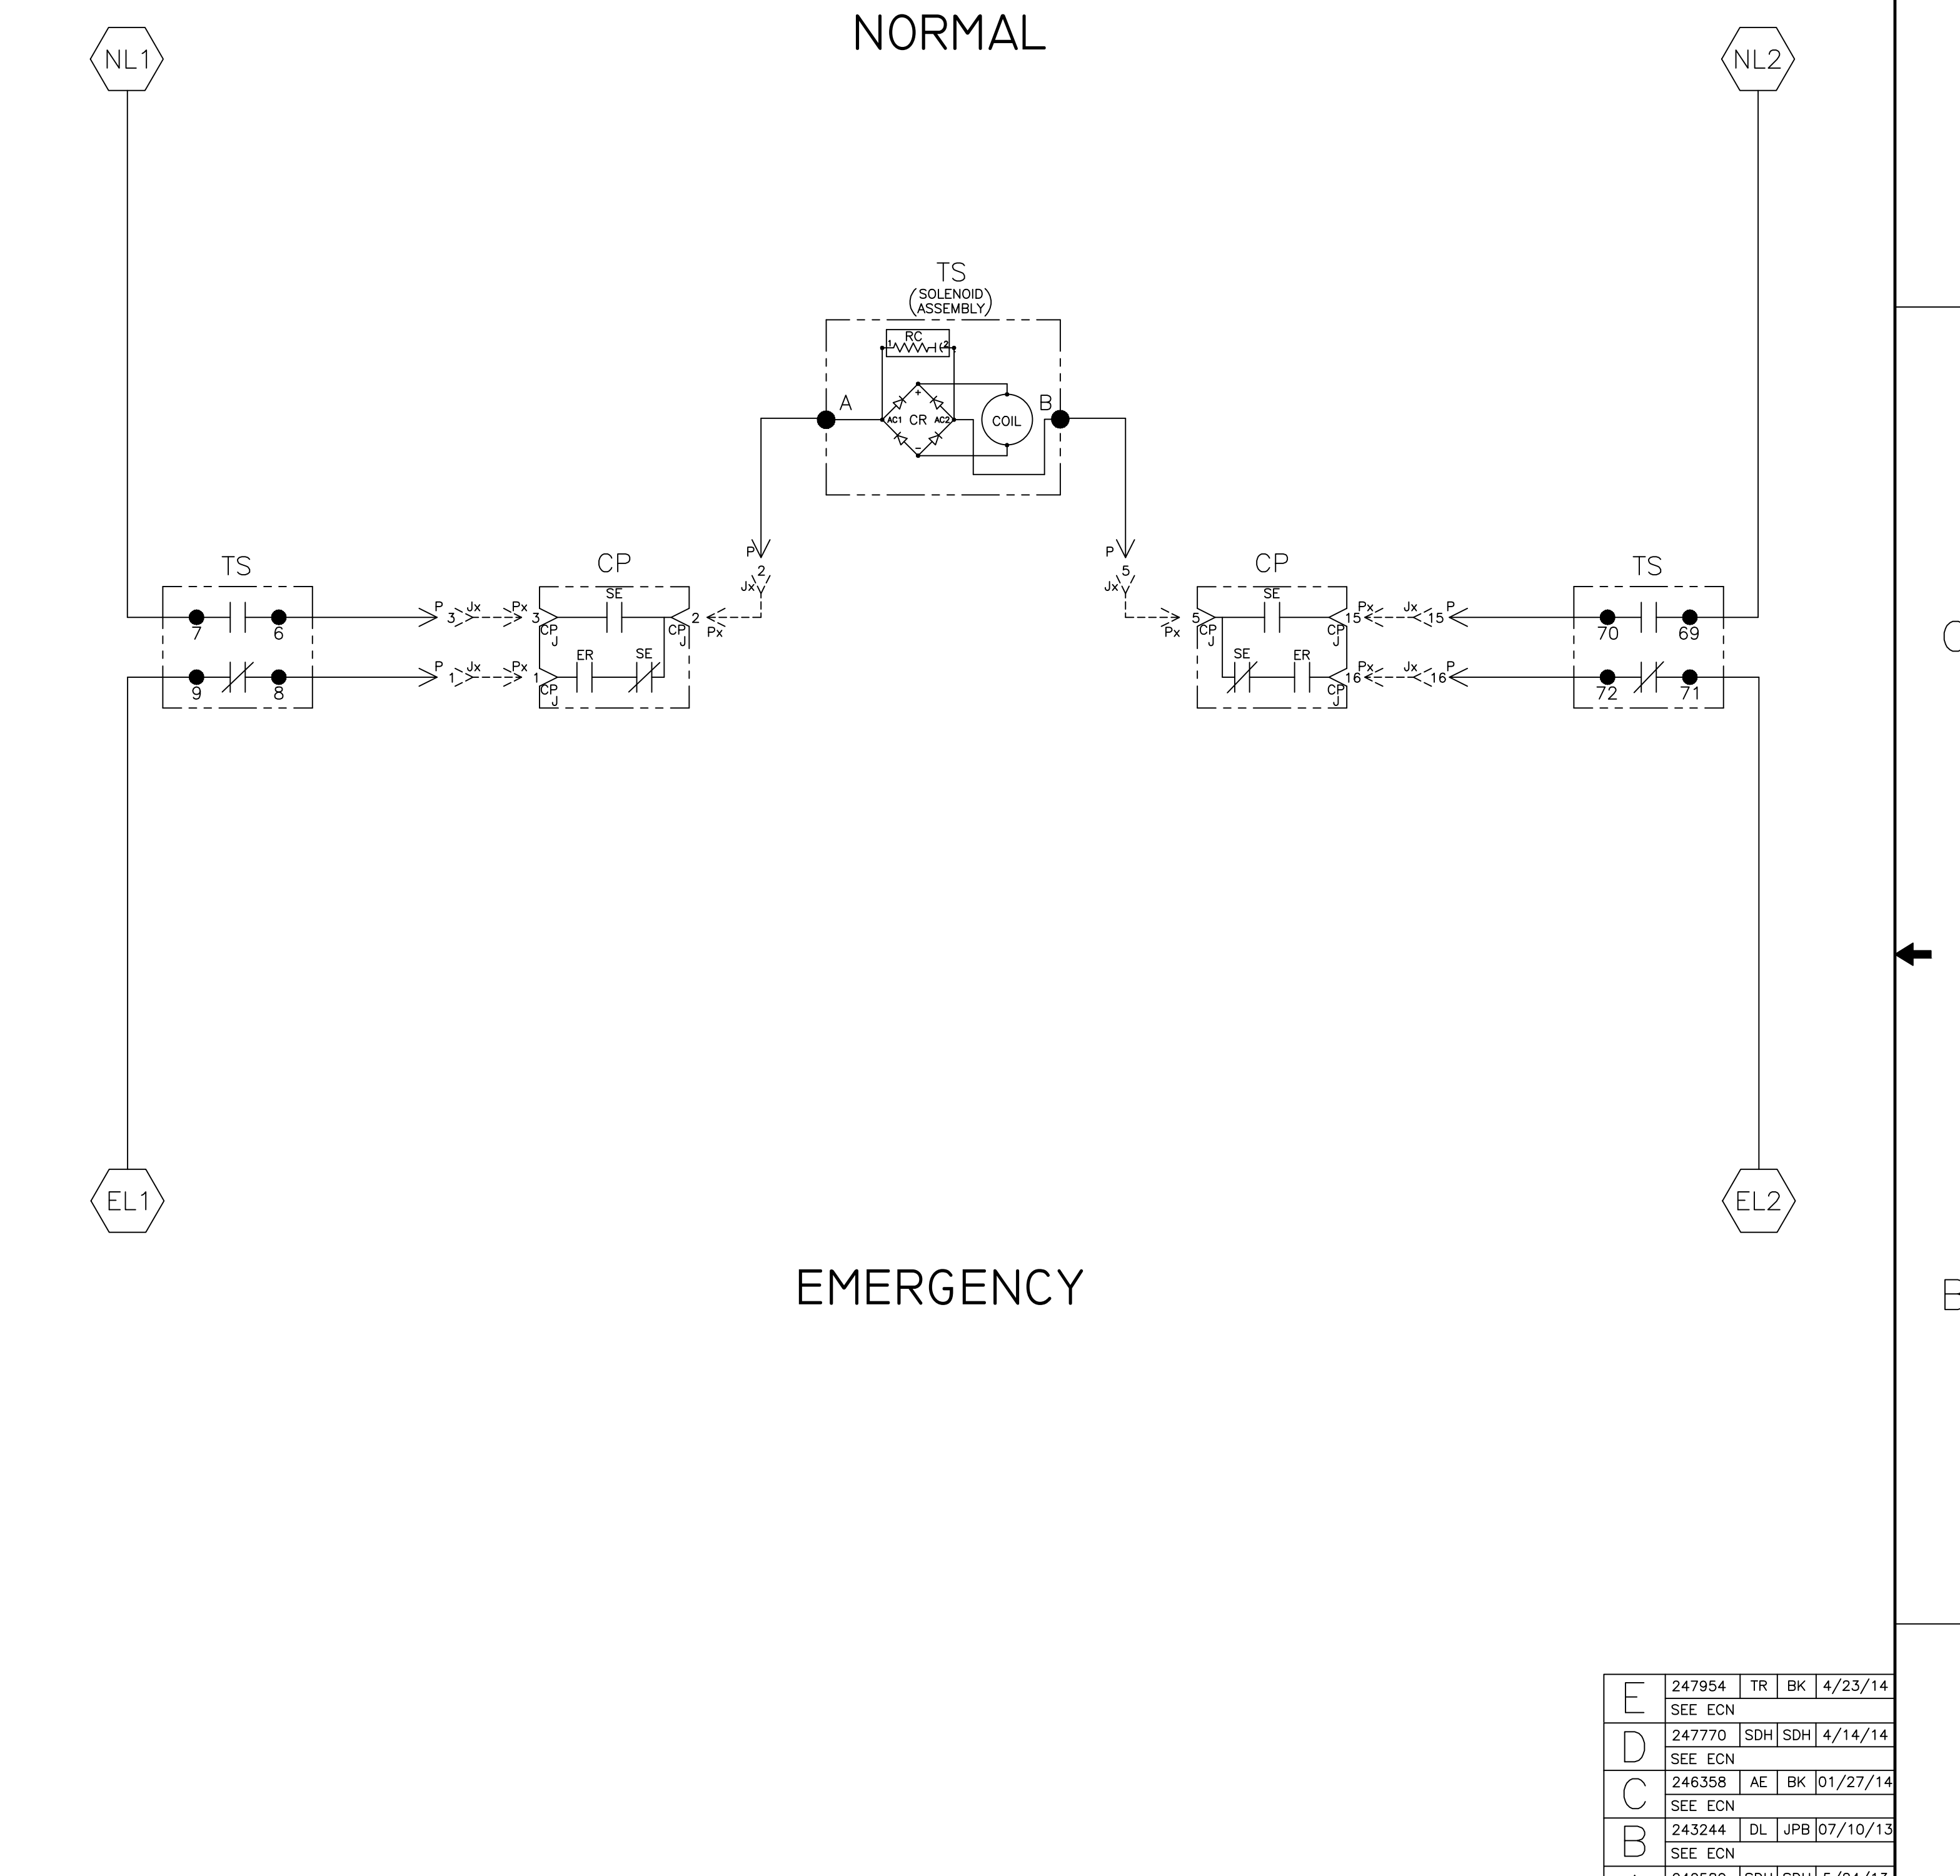 NORMAL
NL1
NL2
TS
(SOLENOID
ASSEMBLY)
RC
1
2
A
B
+
AC1
CR
AC2
COIL
-
P
2
Jx
P
5
Jx
TS
CP
CP
TS
SE
SE
7
6
P
3
Jx
Px
3
CP
J
CP
J
2
Px
Px
5
CP
J
CP
J
15
Px
Jx
15
P
70
69
ER
SE
SE
ER
9
8
P
1
Jx
Px
1
CP
J
CP
J
16
Px
Jx
16
P
72
71
EL1
EL2
EMERGENCY
E 247954 TR BK 4/23/14
SEE ECN
D 247770 SDH SDH 4/14/14
SEE ECN
C 246358 AE BK 01/27/14
SEE ECN
B 243244 DL JPB 07/10/13
SEE ECN
B